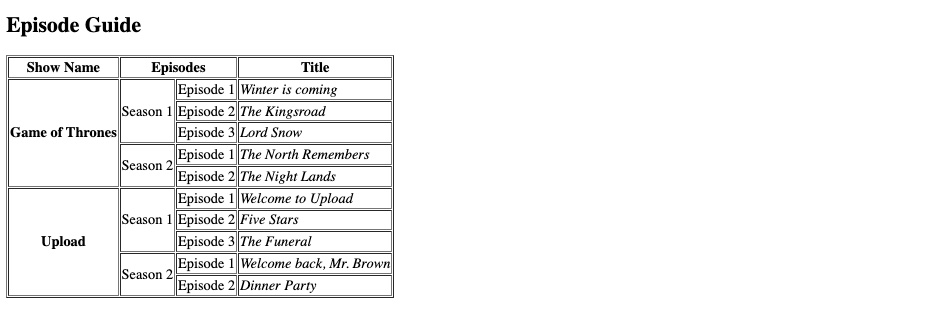 Episode Guide
Show Name Episodes Title
Game of Thrones Season 1 Episode 1 Winter is coming
Episode 2 The Kingsroad
Episode 3 Lord Snow
Season 2 Episode 1 The North Remembers
Episode 2 The Night Lands
Upload Season 1 Episode 1 Welcome to Upload
Episode 2 Five Stars
Episode 3 The Funeral
Season 2 Episode 1 Welcome back, Mr. Brown
Episode 2 Dinner Party